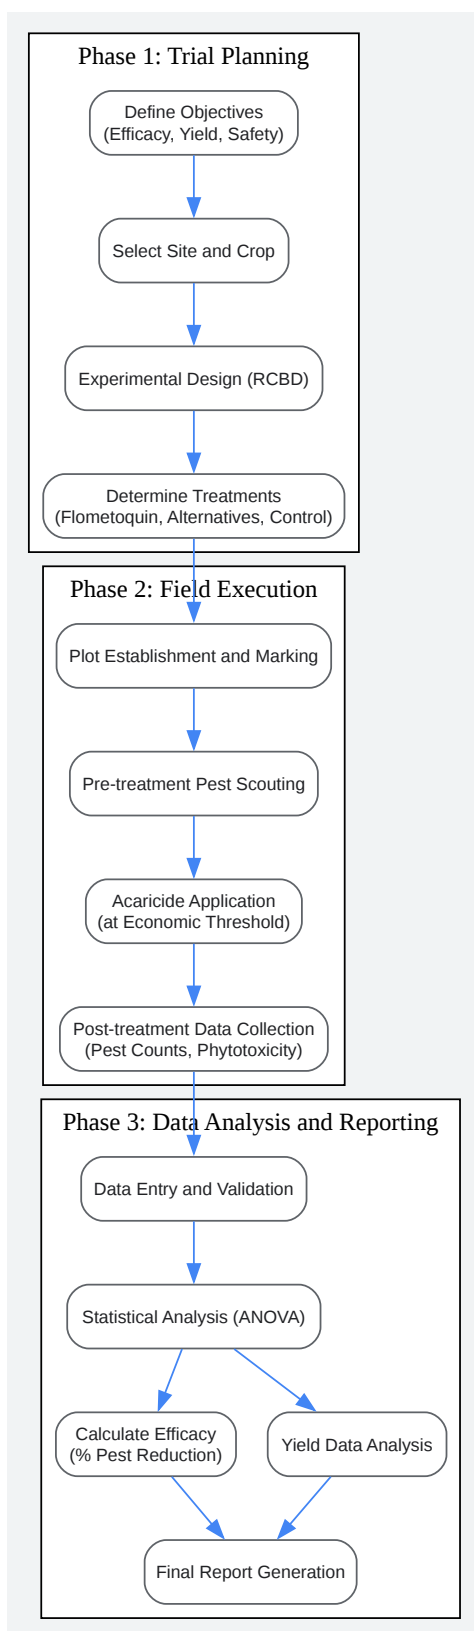 Phase 1: Trial Planning
Define Objectives
(Efficacy, Yield, Safety)
Select Site and Crop
Experimental Design (RCBD)
Determine Treatments
(Flometoquin, Alternatives, Control)
Phase 2: Field Execution
Plot Establishment and Marking
Pre-treatment Pest Scouting
Acaricide Application
(at Economic Threshold)
Post-treatment Data Collection
(Pest Counts, Phytotoxicity)
Phase 3: Data Analysis and Reporting
Data Entry and Validation
Statistical Analysis (ANOVA)
Calculate Efficacy
(% Pest Reduction)
Yield Data Analysis
Final Report Generation